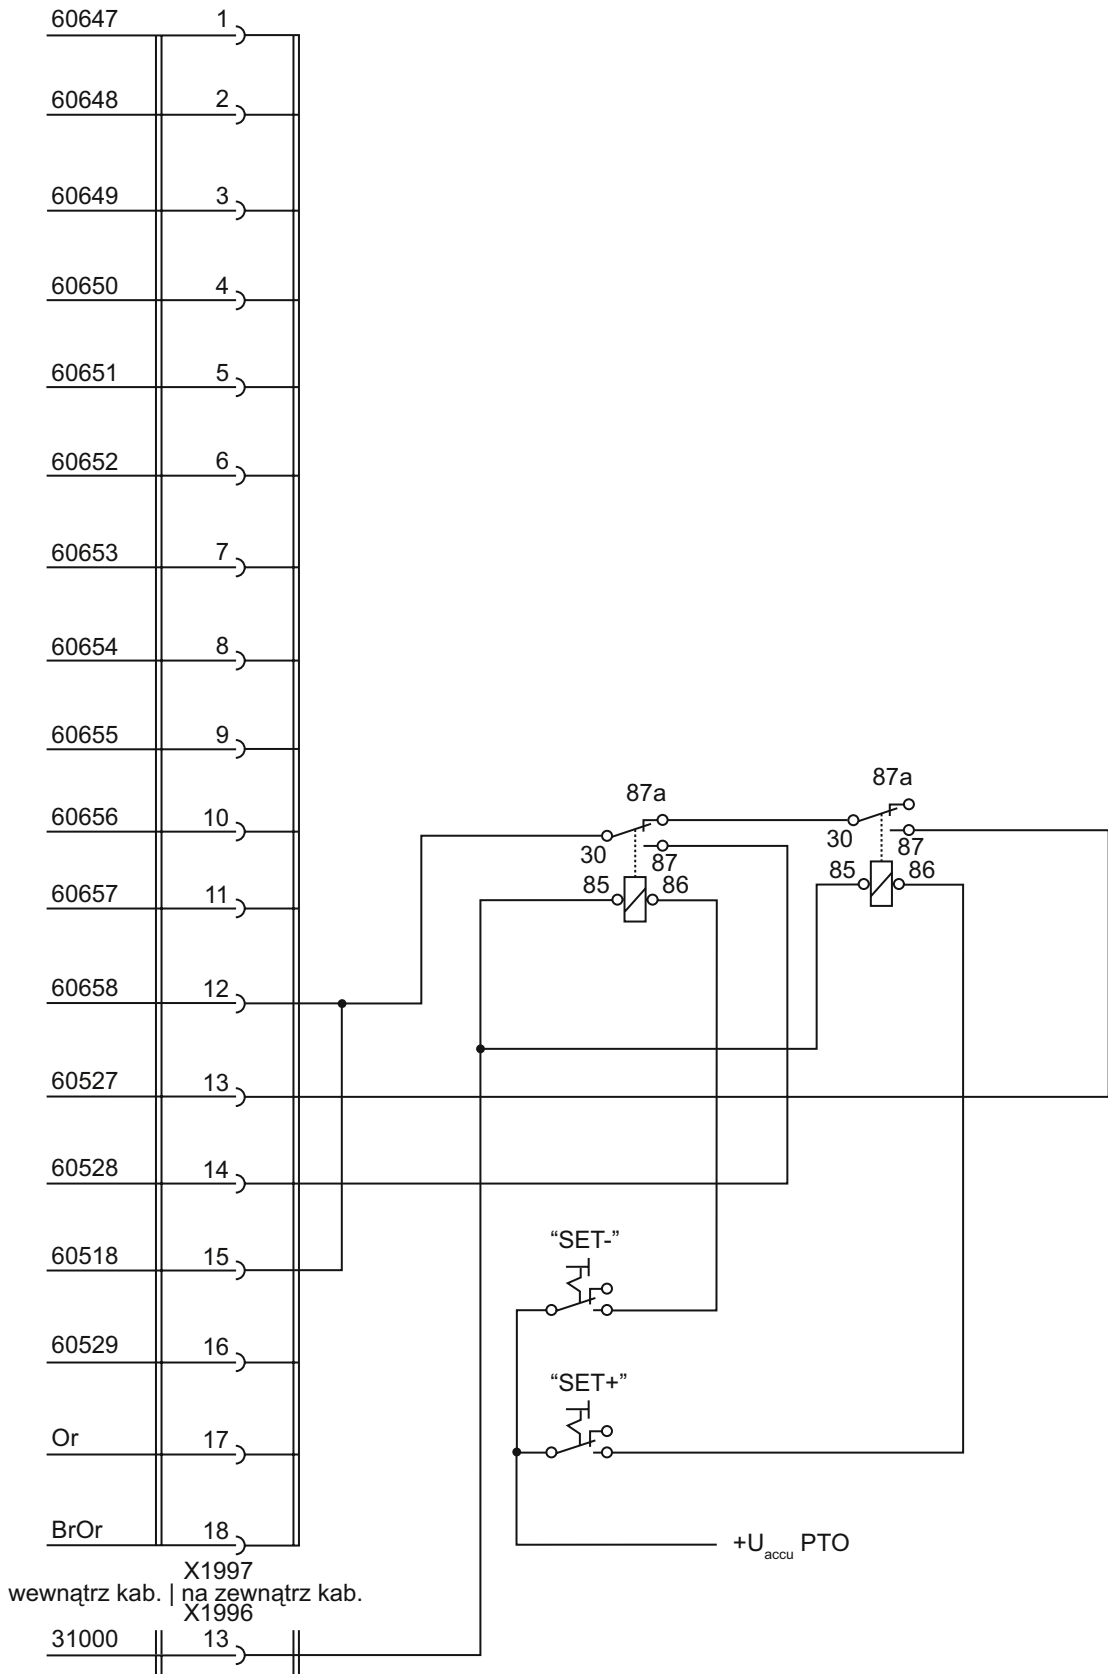 60647 1
60648 2
60649 3
60650 4
60651 5
60652 6
60653 7
60654 8
60655 9
87a
87a
60656 10
30 87
30 87
85 86
85 86
60657 11
60658 12
60527 13
60528 14
“SET-”
60518 15
60529 16
“SET+”
Or 17
BrOr 18
+Uaccu PTO
X1997
wewnątrz kab. | na zewnątrz kab.
X1996
31000 13